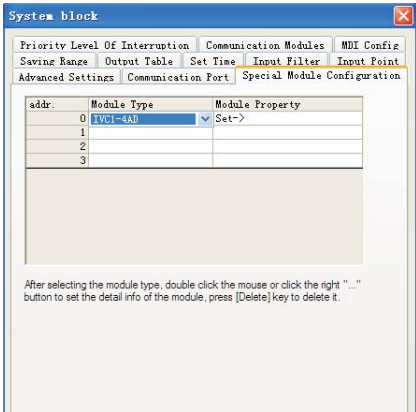 System block
Priority Level Of Interruption Communication Modules MDI Config
Saving Range Output Table Set Time Input Filter Input Point
Advanced Settings Communication Port Special Module Configuration
addr. Module Type Module Property
0 IVC1-4AD Set->
1
2
3
After selecting the module type, double click the mouse or click the right "..."
button to set the detail info of the module, press [Delete] key to delete it.